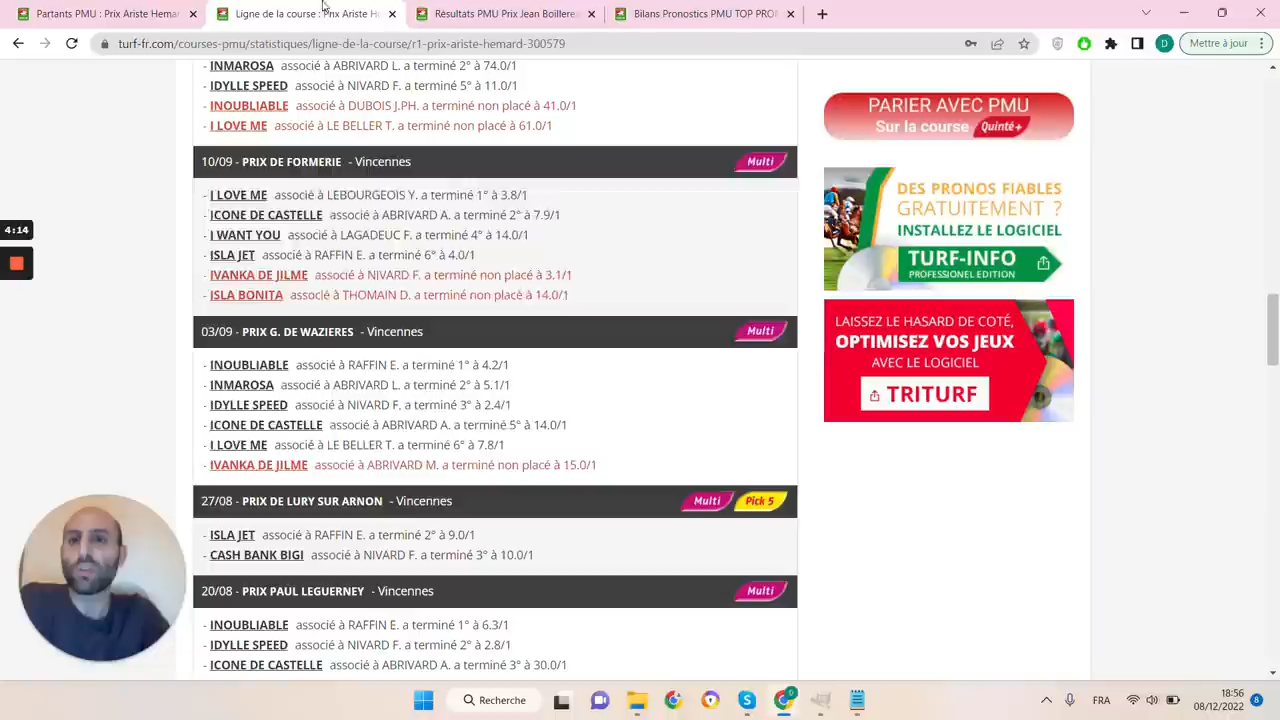 Partants PMU : Prix Ariste Hem
Ligne de la course : Prix Ariste He
Résultats PMU Prix Jean Boillere
Bilans Pronostics PMU TOP PRO
turf-fr.com/courses-pmu/statistiques/ligne-de-la-course/r1-prix-ariste-hemard-300579
D
Mettre à jour
- INMAROSA associé à ABRIVARD L. a terminé 2° à 74.0/1
- IDYLLE SPEED associé à NIVARD F. a terminé 5° à 11.0/1
- INOUBLIABLE associé à DUBOIS J.PH. a terminé non placé à 41.0/1
- I LOVE ME associé à LE BELLER T. a terminé non placé à 61.0/1
10/09 - PRIX DE FORMERIE - Vincennes
Multi
- I LOVE ME associé à LEBOURGEOIS Y. a terminé 1° à 3.8/1
- ICONE DE CASTELLE associé à ABRIVARD A. a terminé 2° à 7.9/1
- I WANT YOU associé à LAGADEUC F. a terminé 4° à 14.0/1
- ISLA JET associé à RAFFIN E. a terminé 6° à 4.0/1
- IVANKA DE JILME associé à NIVARD F. a terminé non placé à 3.1/1
- ISLA BONITA associé à THOMAIN D. a terminé non placé à 14.0/1
03/09 - PRIX G. DE WAZIERES - Vincennes
Multi
- INOUBLIABLE associé à RAFFIN E. a terminé 1° à 4.2/1
- INMAROSA associé à ABRIVARD L. a terminé 2° à 5.1/1
- IDYLLE SPEED associé à NIVARD F. a terminé 3° à 2.4/1
- ICONE DE CASTELLE associé à ABRIVARD A. a terminé 5° à 14.0/1
- I LOVE ME associé à LE BELLER T. a terminé 6° à 7.8/1
- IVANKA DE JILME associé à ABRIVARD M. a terminé non placé à 15.0/1
27/08 - PRIX DE LURY SUR ARNON - Vincennes
Multi
Pick 5
- ISLA JET associé à RAFFIN E. a terminé 2° à 9.0/1
- CASH BANK BIGI associé à NIVARD F. a terminé 3° à 10.0/1
20/08 - PRIX PAUL LEGUERNEY - Vincennes
Multi
- INOUBLIABLE associé à RAFFIN E. a terminé 1° à 6.3/1
- IDYLLE SPEED associé à NIVARD F. a terminé 2° à 2.8/1
- ICONE DE CASTELLE associé à ABRIVARD A. a terminé 3° à 30.0/1
PARIER AVEC PMU
Sur la course Quinté+
DES PRONOS FIABLES
GRATUITEMENT ?
INSTALLEZ LE LOGICIEL
TURF-INFO
PROFESIONEL EDITION
LAISSEZ LE HASARD DE COTÉ,
OPTIMISEZ VOS JEUX
AVEC LE LOGICIEL
TRITURF
4:14
Recherche
FRA
18:56
08/12/2022
8